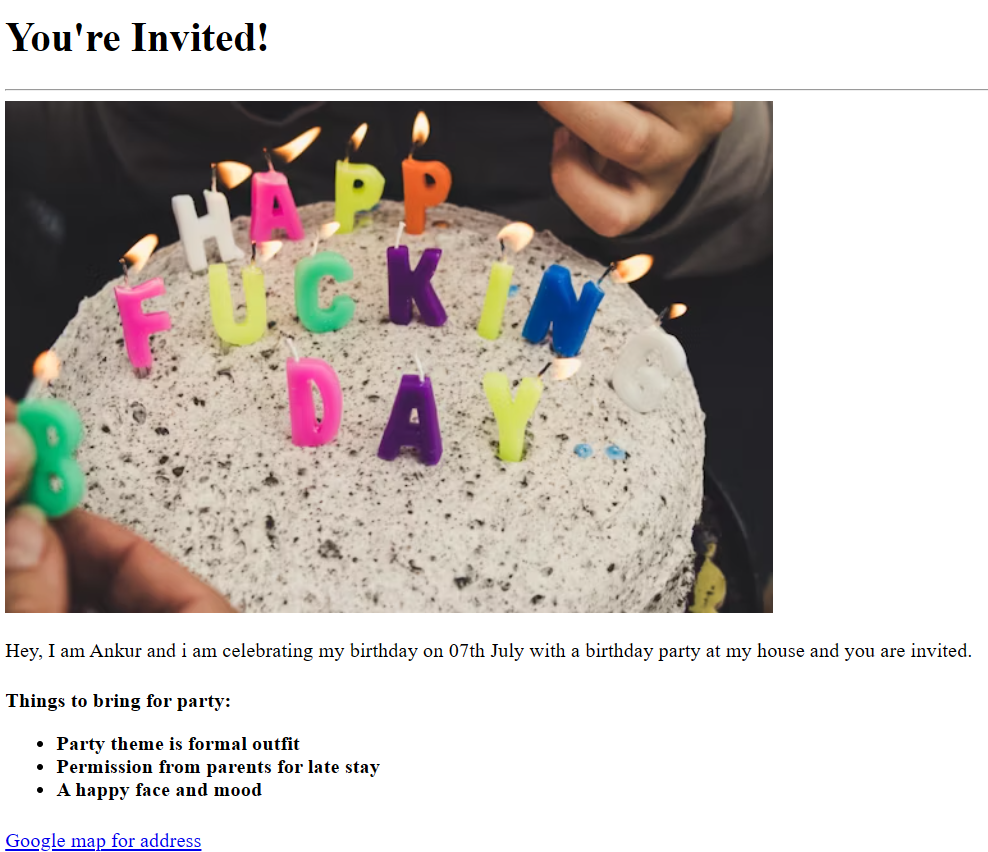 You're Invited!
HAPP
FUCKING
B DAY
Hey, I am Ankur and i am celebrating my birthday on 07th July with a birthday party at my house and you are invited.
Things to bring for party:
Party theme is formal outfit
Permission from parents for late stay
A happy face and mood
Google map for address